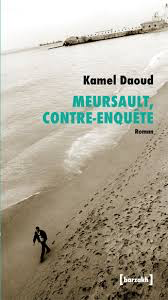 Kamel Daoud
MEURSAULT,
CONTRE-ENQUÊTE
Roman
[barzakh]